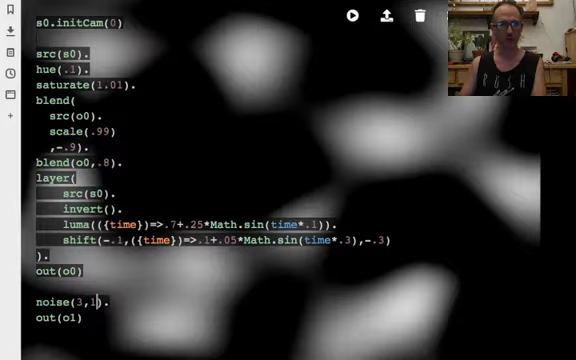 s0.initCam(0)
src(s0).
hue(.1).
saturate(1.01).
blend(
src(o0).
scale(.99)
,-.9).
blend(o0,.8).
layer(
src(s0).
invert().
luma(({time})=>.7+.25*Math.sin(time*.1)).
shift(-.1,({time})=>.1+.05*Math.sin(time*.3),-.3)
).
out(o0)
noise(3,1).
out(o1)
RUSH